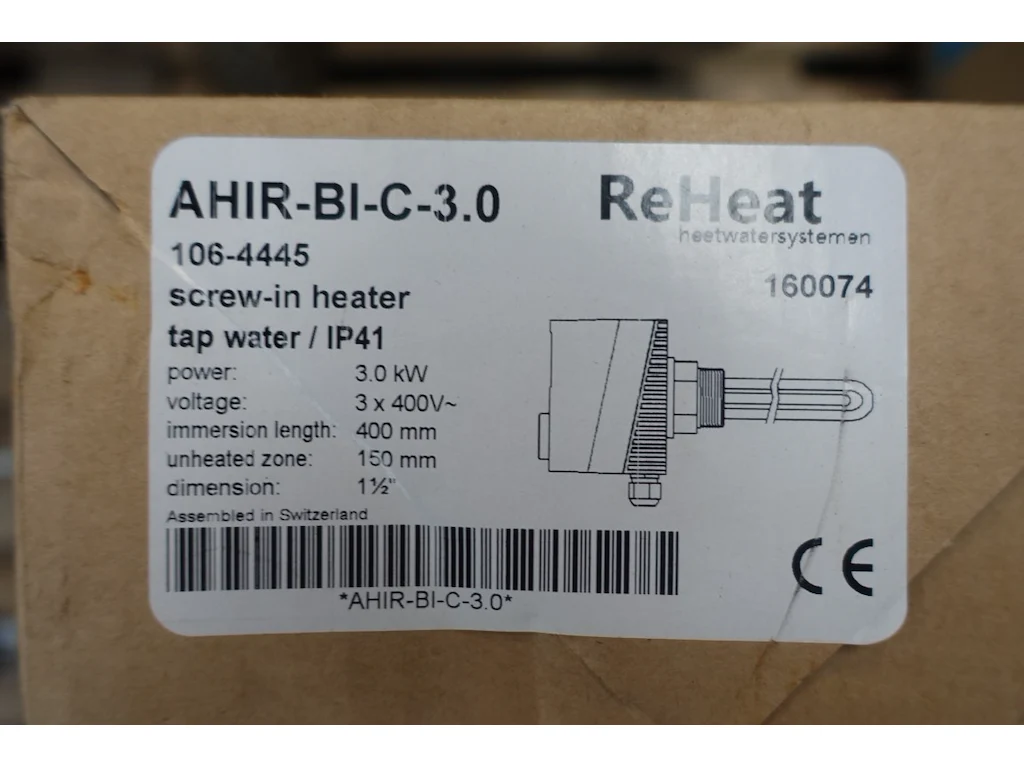 AHIR-BI-C-3.0
ReHeat
heetwatersystemen
106-4445
160074
screw-in heater
tap water / IP41
power: 3.0 kW
voltage: 3 x 400V~
immersion length: 400 mm
unheated zone: 150 mm
dimension: 1½"
Assembled in Switzerland
*AHIR-BI-C-3.0*
CE